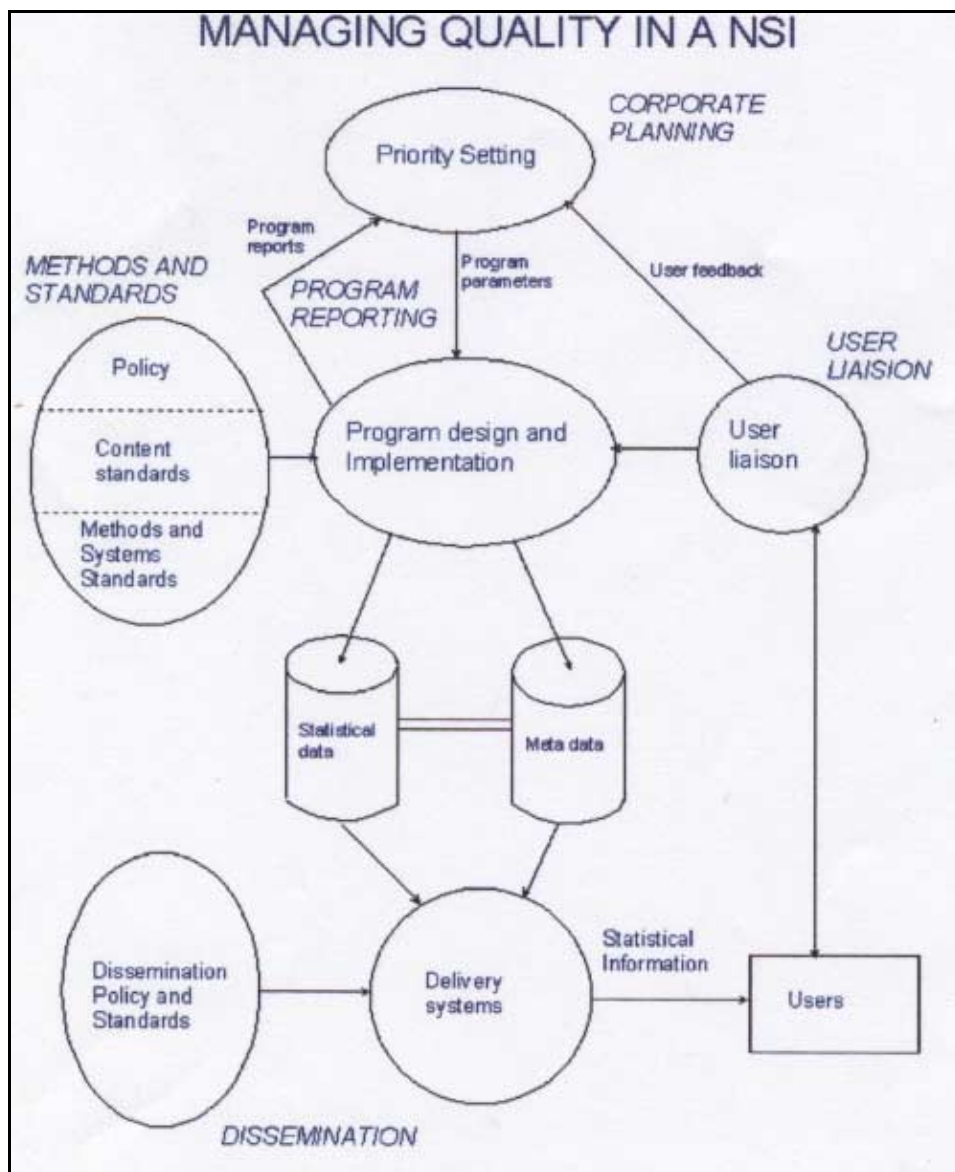 MANAGING QUALITY IN A NSI
CORPORATE
PLANNING
Priority Setting
Program
reports
METHODS AND
STANDARDS
PROGRAM
REPORTING
Program
parameters
User feedback
USER
LIAISION
Policy
Content
standards
Methods and
Systems
Standards
Program design and
Implementation
User
liaison
Statistical
data
Meta data
Dissemination
Policy and
Standards
Delivery
systems
Statistical
Information
Users
DISSEMINATION